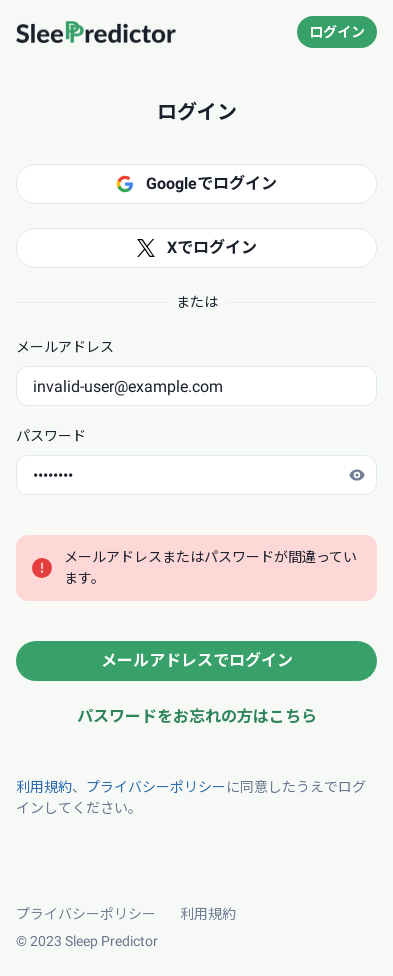 SleePredictor
ログイン
ログイン
Googleでログイン
Xでログイン
または
メールアドレス
invalid-user@example.com
パスワード
••••••••
メールアドレスまたはパスワードが間違ってい
ます。
メールアドレスでログイン
パスワードをお忘れの方はこちら
利用規約、プライバシーポリシーに同意したうえでログ
インしてください。
プライバシーポリシー 利用規約
© 2023 Sleep Predictor